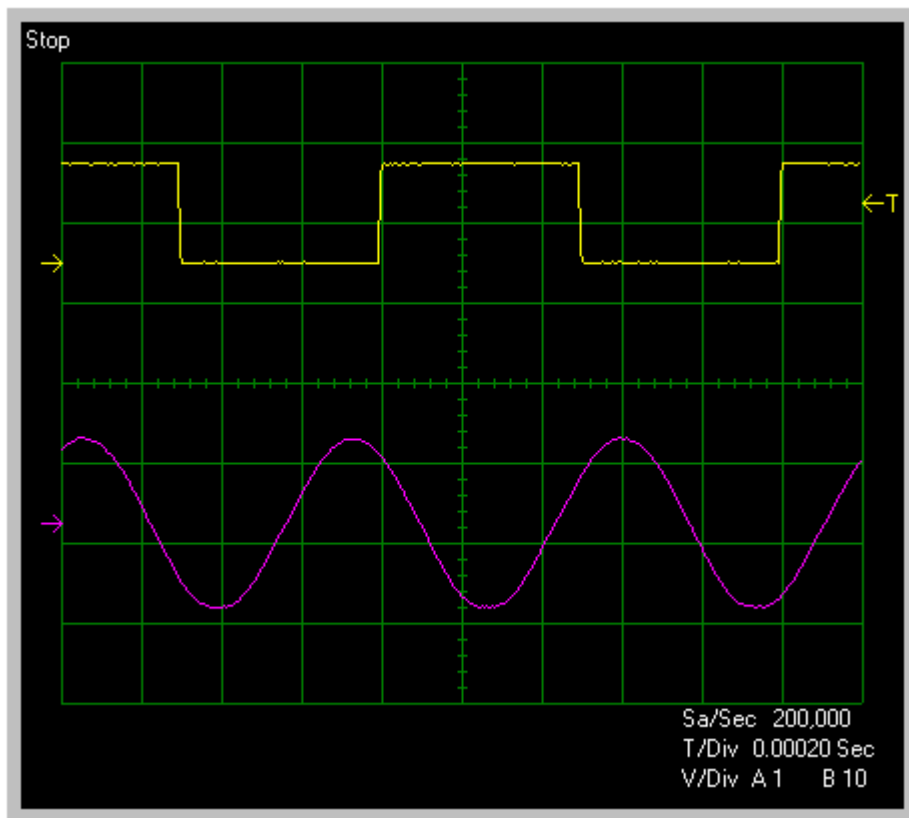 Stop
T
Sa/Sec 200,000
T/Div 0.00020 Sec
V/Div A 1 B 10